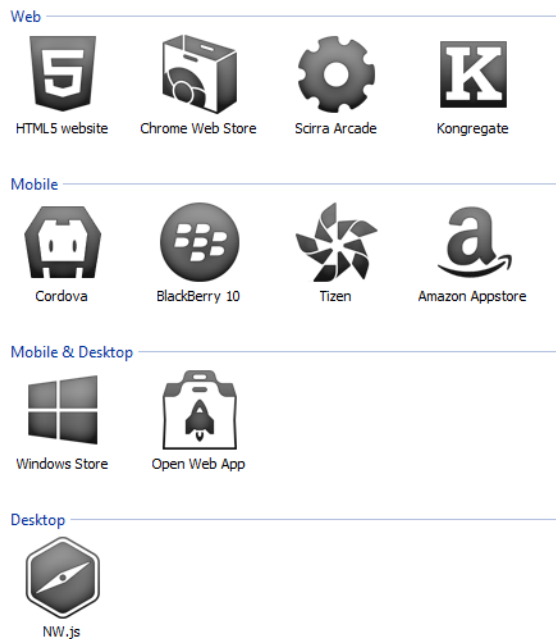 Web
HTML5 website Chrome Web Store Scirra Arcade Kongregate
Mobile
Cordova BlackBerry 10 Tizen Amazon Appstore
Mobile & Desktop
Windows Store Open Web App
Desktop
NW.js